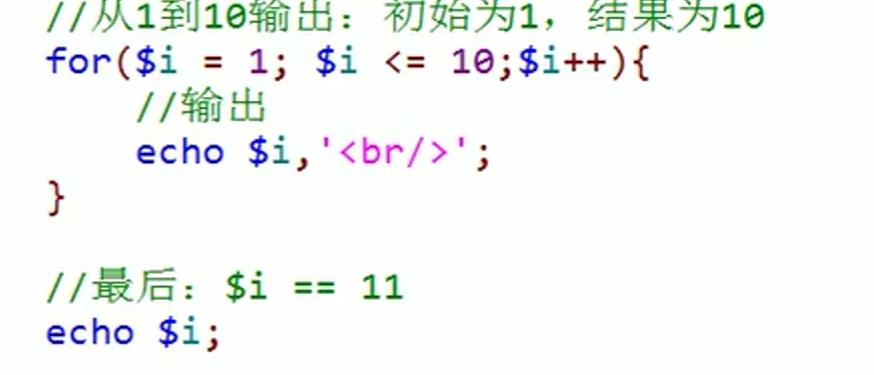 //从1到10输出：初始为1，结果为10
for($i = 1; $i <= 10;$i++){
    //输出
    echo $i,'<br/>';
}
//最后：$i == 11
echo $i;